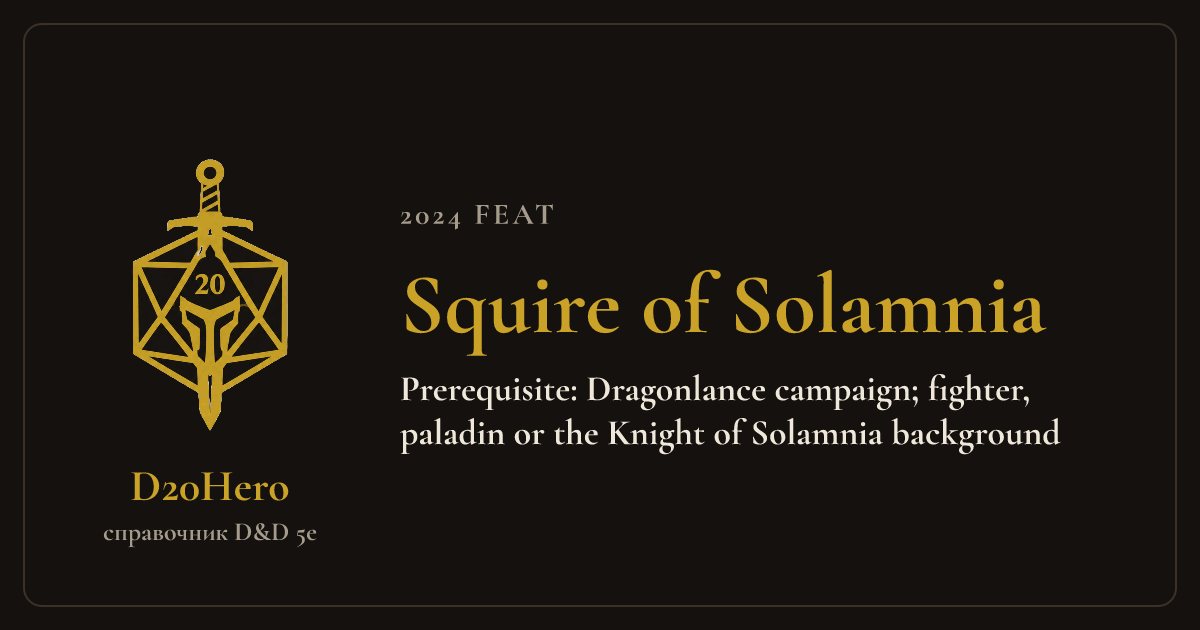 20
D20Hero
справочник D&D 5e
2024 FEAT
Squire of Solamnia
Prerequisite: Dragonlance campaign; fighter,
paladin or the Knight of Solamnia background